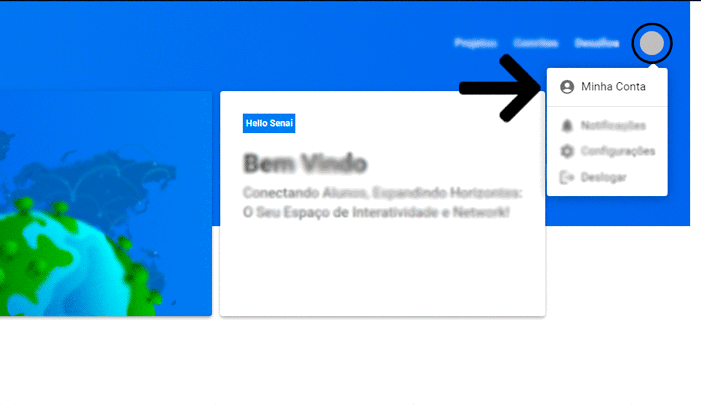 Projetos Convites Desafios
Minha Conta
Notificações
Configurações
Deslogar
Hello Senai
Bem Vindo
Conectando Alunos, Expandindo Horizontes:
O Seu Espaço de Interatividade e Network!